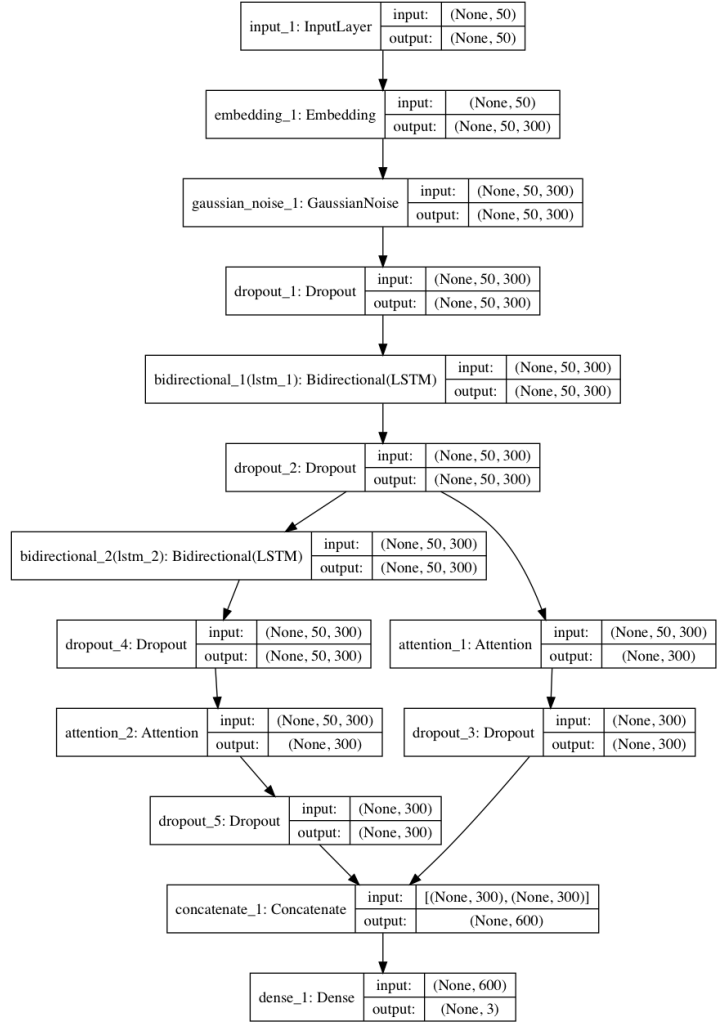 input_1: InputLayer
input: (None, 50)
output: (None, 50)
embedding_1: Embedding
input: (None, 50)
output: (None, 50, 300)
gaussian_noise_1: GaussianNoise
input: (None, 50, 300)
output: (None, 50, 300)
dropout_1: Dropout
input: (None, 50, 300)
output: (None, 50, 300)
bidirectional_1(lstm_1): Bidirectional(LSTM)
input: (None, 50, 300)
output: (None, 50, 300)
dropout_2: Dropout
input: (None, 50, 300)
output: (None, 50, 300)
bidirectional_2(lstm_2): Bidirectional(LSTM)
input: (None, 50, 300)
output: (None, 50, 300)
dropout_4: Dropout
input: (None, 50, 300)
output: (None, 50, 300)
attention_1: Attention
input: (None, 50, 300)
output: (None, 300)
attention_2: Attention
input: (None, 50, 300)
output: (None, 300)
dropout_3: Dropout
input: (None, 300)
output: (None, 300)
dropout_5: Dropout
input: (None, 300)
output: (None, 300)
concatenate_1: Concatenate
input: [(None, 300), (None, 300)]
output: (None, 600)
dense_1: Dense
input: (None, 600)
output: (None, 3)